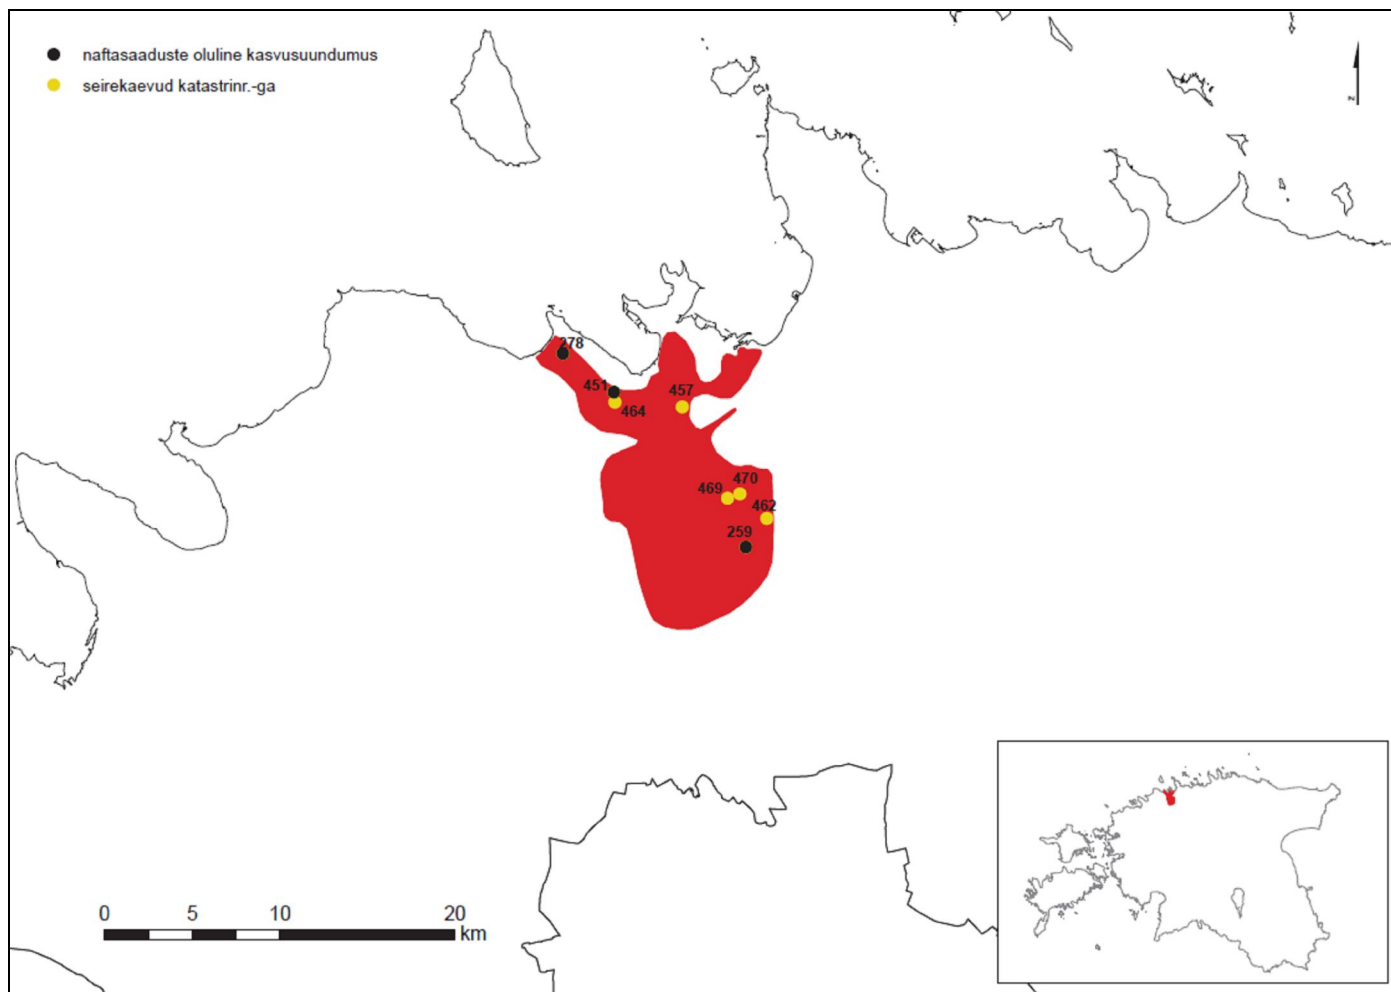 naftasaaduste oluline kasvusuundumus
seirekaevud katastrinr.-ga
z
278
451
464
457
469
470
462
259
0 5 10 20
km